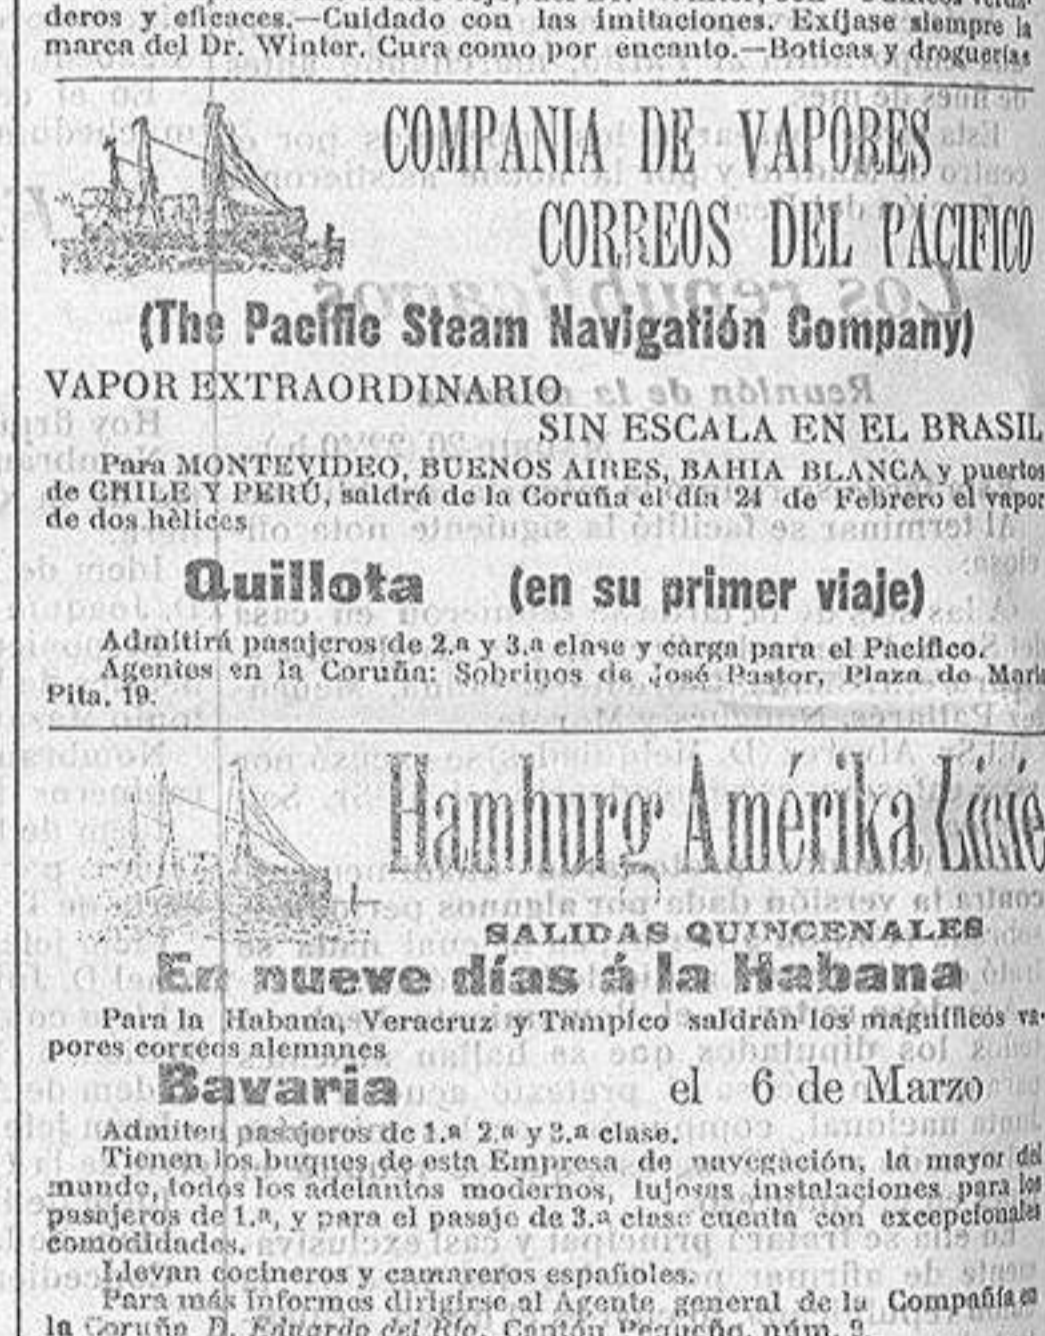 deros y eficaces.—Cuidado con las imitaciones. Exíjase siempre la
marca del Dr. Winter. Cura como por encanto.—Boticas y droguerías
COMPANIA DE VAPORES
CORREOS DEL PACIFICO
(The Pacific Steam Navigatión Company)
VAPOR EXTRAORDINARIO
SIN ESCALA EN EL BRASIL
Para MONTEVIDEO, BUENOS AIRES, BAHIA BLANCA y puertos
de CHILE Y PERÚ, saldrá de la Coruña el día 24 de Febrero el vapor
de dos hèlices
Quillota (en su primer viaje)
Admitirá pasajeros de 2.ª y 3.ª clase y carga para el Pacifico.
Agentes en la Coruña: Sobrinos de José Pastor, Plaza de María
Pita, 19.
Hamburg Amérika Linie
SALIDAS QUINCENALES
En nueve días á la Habana
Para la Habana, Veracruz y Tampico saldrán los magníficos va-
pores correos alemanes
Bavaria el 6 de Marzo
Admiten pasajeros de 1.ª 2.ª y 3.ª clase.
Tienen los buques de esta Empresa de navegación, la mayor del
mundo, todos los adelantos modernos, lujosas instalaciones para los
pasajeros de 1.ª, y para el pasaje de 3.ª clase cuenta con excepcionales
comodidades.
Llevan cocineros y camareros españoles.
Para más informes dirigirse al Agente general de la Compañía en
la Coruña D. Eduardo del Río, Cantón Pequeño, núm.